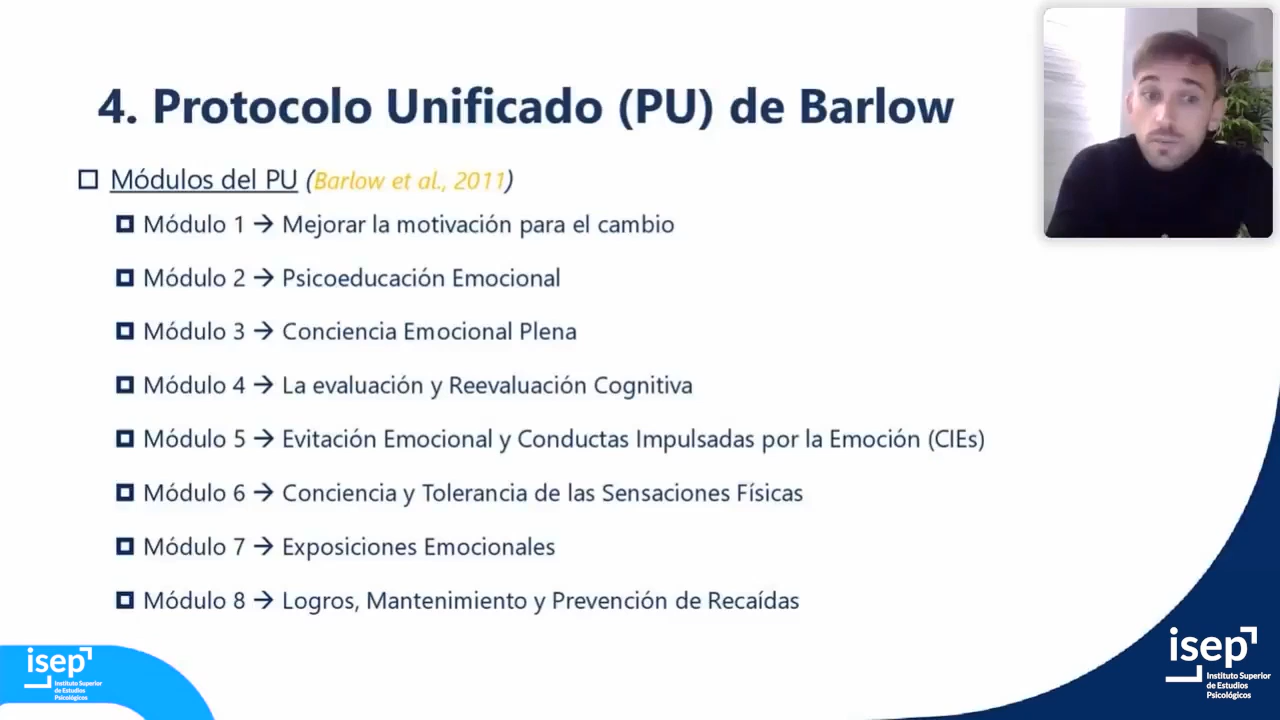 4. Protocolo Unificado (PU) de Barlow
Módulos del PU (Barlow et al., 2011)
Módulo 1 → Mejorar la motivación para el cambio
Módulo 2 → Psicoeducación Emocional
Módulo 3 → Conciencia Emocional Plena
Módulo 4 → La evaluación y Reevaluación Cognitiva
Módulo 5 → Evitación Emocional y Conductas Impulsadas por la Emoción (CIEs)
Módulo 6 → Conciencia y Tolerancia de las Sensaciones Físicas
Módulo 7 → Exposiciones Emocionales
Módulo 8 → Logros, Mantenimiento y Prevención de Recaídas
isep
Instituto Superior
de Estudios
Psicológicos
isep
Instituto Superior
de Estudios
Psicológicos